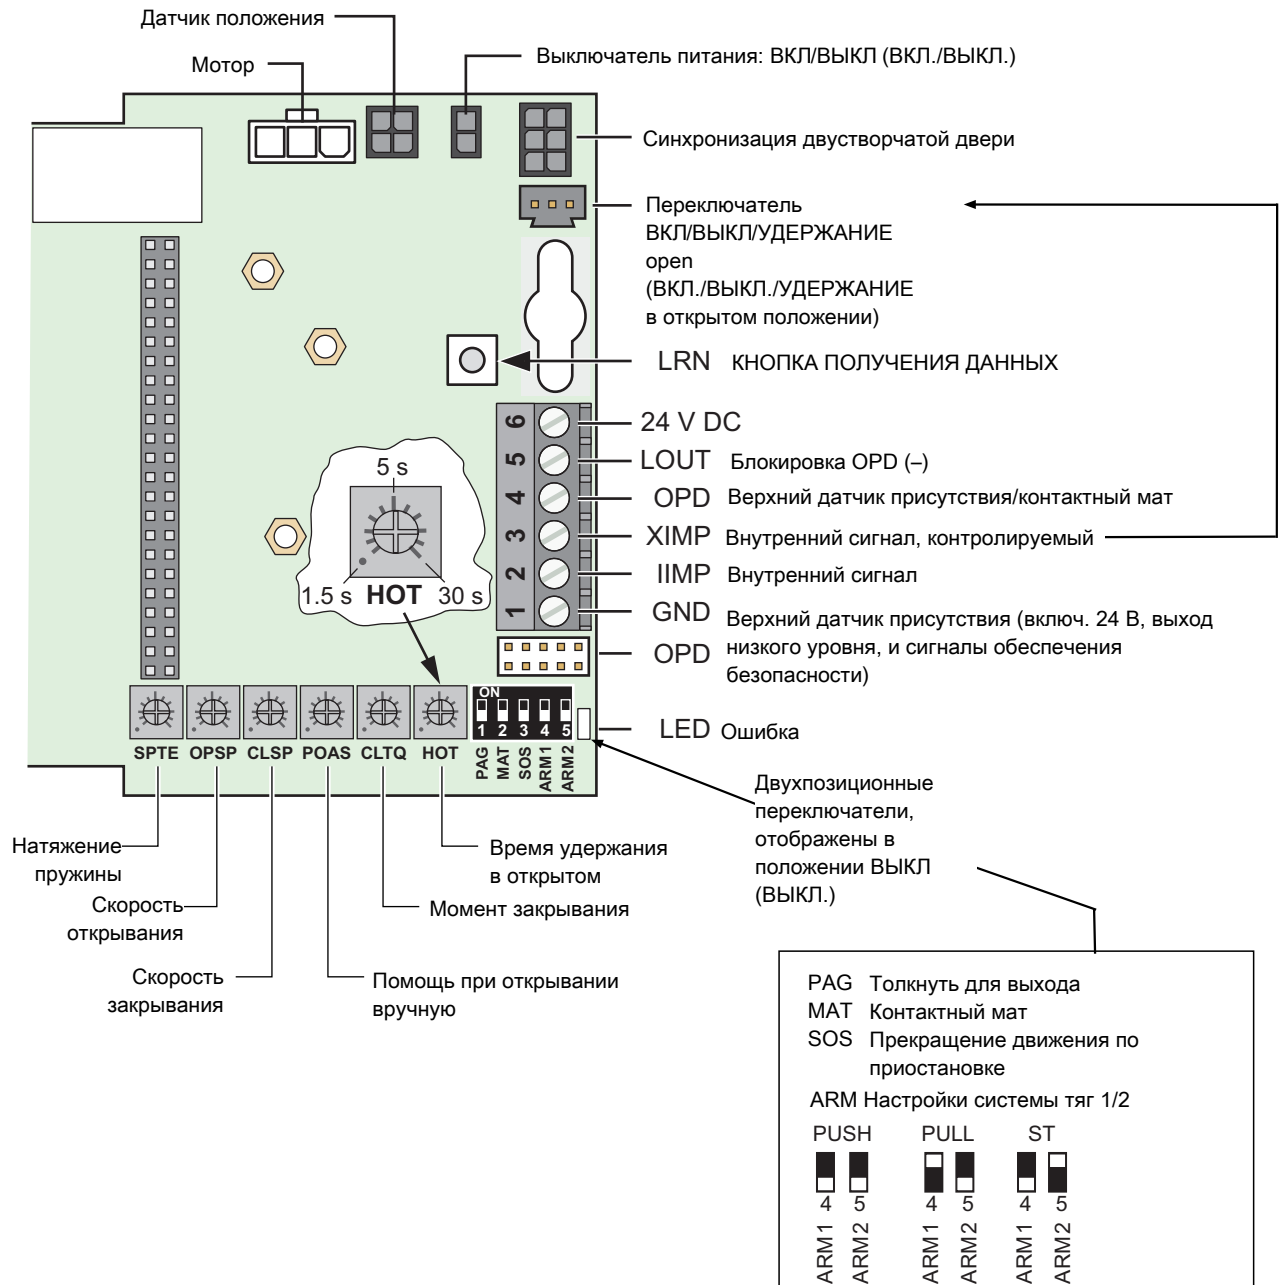 Датчик положения
Мотор
Выключатель питания: ВКЛ/ВЫКЛ (ВКЛ./ВЫКЛ.)
Синхронизация двустворчатой двери
Переключатель
ВКЛ/ВЫКЛ/УДЕРЖАНИЕ
open
(ВКЛ./ВЫКЛ./УДЕРЖАНИЕ
в открытом положении)
LRN КНОПКА ПОЛУЧЕНИЯ ДАННЫХ
6 24 V DC
5 LOUT Блокировка OPD (–)
4 OPD Верхний датчик присутствия/контактный мат
3 XIMP Внутренний сигнал, контролируемый
2 IIMP Внутренний сигнал
1 GND
OPD
Верхний датчик присутствия (включ. 24 В, выход
низкого уровня, и сигналы обеспечения
безопасности)
5 s
1.5 s HOT 30 s
ON
1 2 3 4 5
LED Ошибка
SPTE OPSP CLSP POAS CLTQ HOT
PAG
MAT
SOS
ARM1
ARM2
Двухпозиционные
переключатели,
отображены в
положении ВЫКЛ
(ВЫКЛ.)
Натяжение
пружины
Скорость
открывания
Скорость
закрывания
Время удержания
в открытом
Момент закрывания
Помощь при открывании
вручную
PAG Толкнуть для выхода
MAT Контактный мат
SOS Прекращение движения по
приостановке
ARM Настройки системы тяг 1/2
PUSH PULL ST
4 5 4 5 4 5
ARM1 ARM2 ARM1 ARM2 ARM1 ARM2